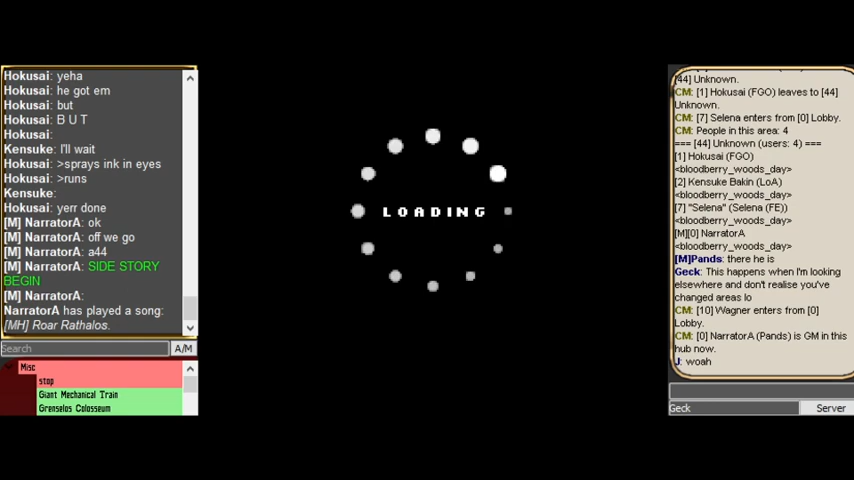 Hokusai: yeha
Hokusai: he got em
Hokusai: but
Hokusai: B U T
Hokusai:
Kensuke: I'll wait
Hokusai: >sprays ink in eyes
Hokusai: >runs
Kensuke:
Hokusai: yerr done
[M] NarratorA: ok
[M] NarratorA: off we go
[M] NarratorA: a44
[M] NarratorA: SIDE STORY
BEGIN
[M] NarratorA:
NarratorA has played a song:
[MH] Roar Rathalos.
Search
A/M
Misc
stop
Giant Mechanical Train
Grenselos Colosseum
LOADING
[44] Unknown.
CM: [1] Hokusai (FGO) leaves to [44]
Unknown.
CM: [7] Selena enters from [0] Lobby.
CM: People in this area: 4
=== [44] Unknown (users: 4) ===
[1] Hokusai (FGO)
<bloodberry_woods_day>
[2] Kensuke Bakin (LoA)
<bloodberry_woods_day>
[7] "Selena" (Selena (FE))
<bloodberry_woods_day>
[M][0] NarratorA
<bloodberry_woods_day>
[M]Pands: there he is
Geck: This happens when I'm looking
elsewhere and don't realise you've
changed areas lo
CM: [10] Wagner enters from [0]
Lobby.
CM: [0] NarratorA (Pands) is GM in this
hub now.
J: woah
Geck
Server